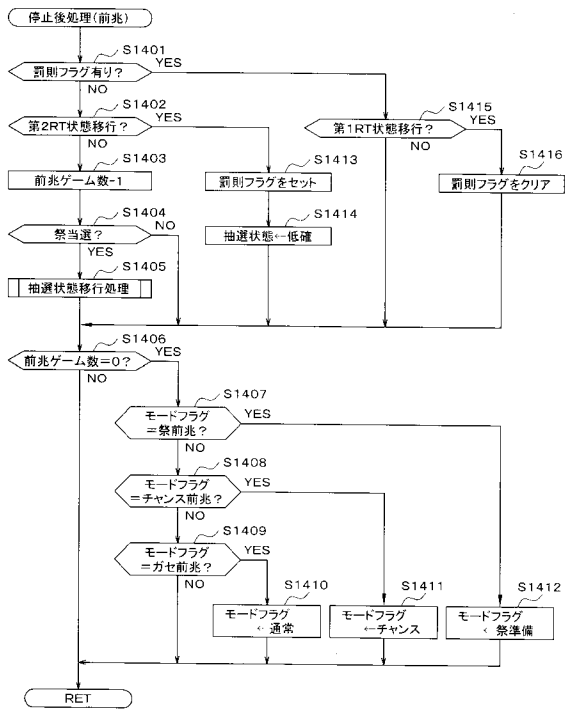 停止後処理(前兆)
S1401
罰則フラグ有り？
YES
NO
S1402
第2RT状態移行？
YES
NO
S1415
第1RT状態移行？
YES
NO
S1403
前兆ゲーム数-1
S1413
罰則フラグをセット
S1416
罰則フラグをクリア
S1404
祭当選？
NO
YES
S1414
抽選状態←低確
S1405
抽選状態移行処理
S1406
前兆ゲーム数=0？
YES
NO
S1407
モードフラグ
=祭前兆？
YES
NO
S1408
モードフラグ
=チャンス前兆？
YES
NO
S1409
モードフラグ
=ガセ前兆？
YES
NO
S1410
モードフラグ
←通常
S1411
モードフラグ
←チャンス
S1412
モードフラグ
←祭準備
RET